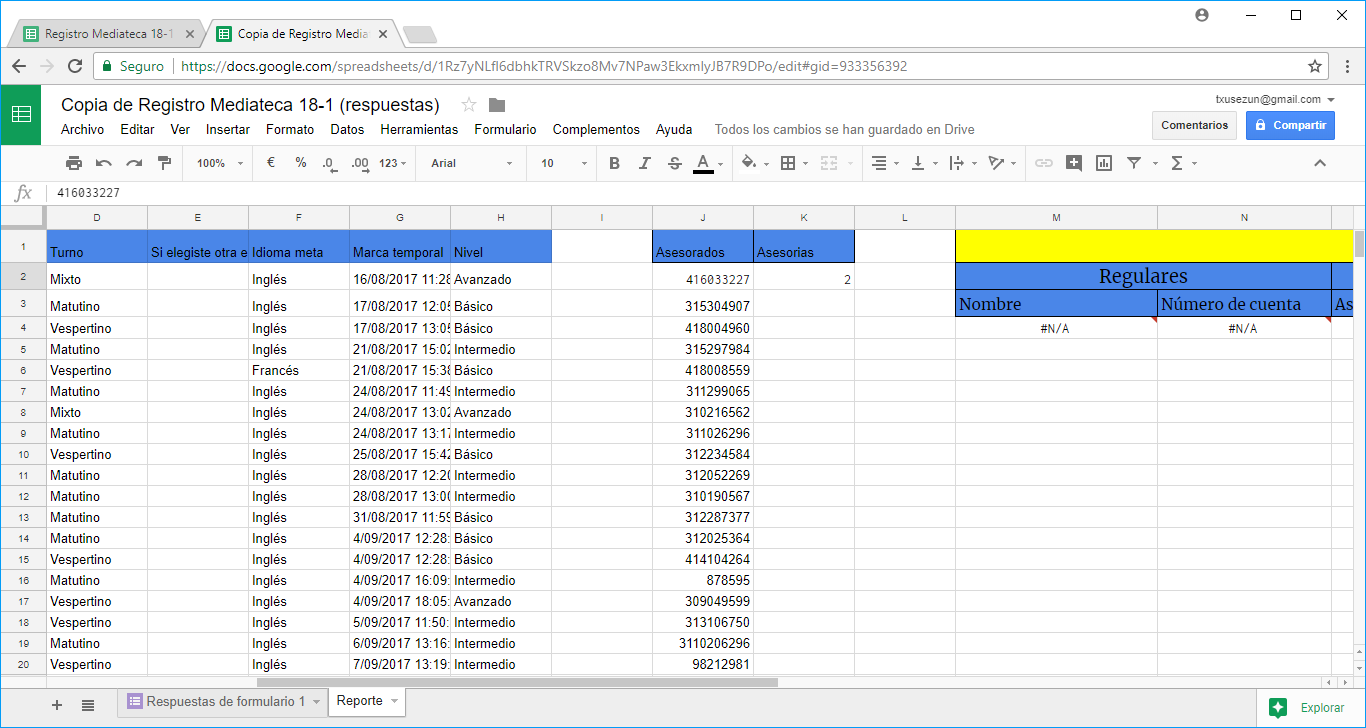 Registro Mediateca 18-1
Copia de Registro Media
Seguro https://docs.google.com/spreadsheets/d/1Rz7yNLfl6dbhkTRVSkzo8Mv7NPaw3EkxmlyJB7R9DPo/edit#gid=933356392
Copia de Registro Mediateca 18-1 (respuestas)
txusezun@gmail.com
Archivo Editar Ver Insertar Formato Datos Herramientas Formulario Complementos Ayuda Todos los cambios se han guardado en Drive
Comentarios Compartir
100% € % .0 .00 123 Arial 10 B I S A Σ
fx 416033227
D E F G H I J K L M N
1 Turno Si elegiste otra e Idioma meta Marca temporal Nivel Asesorados Asesorias
2 Mixto Inglés 16/08/2017 11:28 Avanzado 416033227 2 Regulares
3 Matutino Inglés 17/08/2017 12:05 Básico 315304907 Nombre Número de cuenta As
4 Vespertino Inglés 17/08/2017 13:05 Básico 418004960 #N/A #N/A
5 Matutino Inglés 21/08/2017 15:02 Intermedio 315297984
6 Vespertino Francés 21/08/2017 15:38 Básico 418008559
7 Matutino Inglés 24/08/2017 11:49 Intermedio 311299065
8 Mixto Inglés 24/08/2017 13:02 Avanzado 310216562
9 Matutino Inglés 24/08/2017 13:17 Intermedio 311026296
10 Vespertino Inglés 25/08/2017 15:42 Básico 312234584
11 Matutino Inglés 28/08/2017 12:20 Intermedio 312052269
12 Matutino Inglés 28/08/2017 13:00 Intermedio 310190567
13 Matutino Inglés 31/08/2017 11:59 Básico 312287377
14 Matutino Inglés 4/09/2017 12:28: Básico 312025364
15 Vespertino Inglés 4/09/2017 12:28: Básico 414104264
16 Matutino Inglés 4/09/2017 16:09: Intermedio 878595
17 Vespertino Inglés 4/09/2017 18:05: Avanzado 309049599
18 Vespertino Inglés 5/09/2017 11:50: Intermedio 313106750
19 Matutino Inglés 6/09/2017 13:16: Intermedio 3110206296
20 Vespertino Inglés 7/09/2017 13:19: Intermedio 98212981
Respuestas de formulario 1 Reporte Explorar